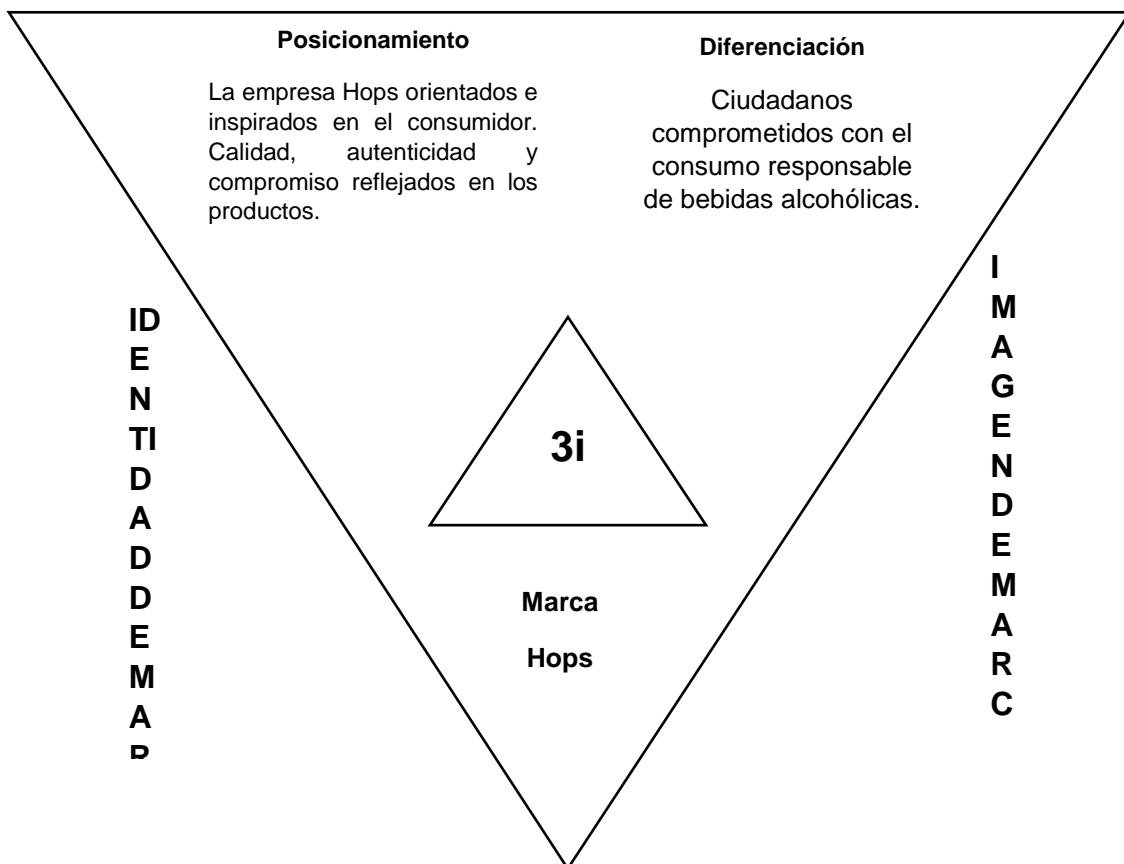 Posicionamiento
La empresa Hops orientados e
inspirados en el consumidor.
Calidad, autenticidad y
compromiso reflejados en los
productos.
Diferenciación
Ciudadanos
comprometidos con el
consumo responsable
de bebidas alcohólicas.
ID
E
N
TI
D
A
D
D
E
M
A
R
3i
Marca
Hops
I
M
A
G
E
N
D
E
M
A
R
C